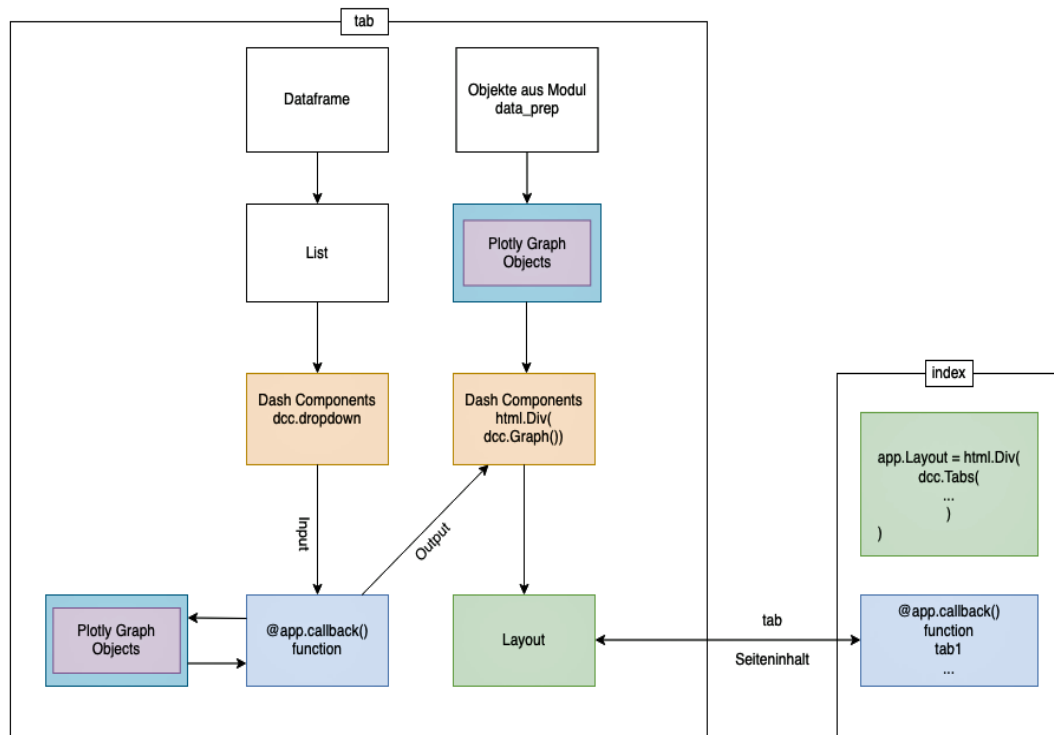 tab
Dataframe
Objekte aus Modul
data_prep
List
Plotly Graph
Objects
Dash Components
dcc.dropdown
Dash Components
html.Div(
dcc.Graph())
Input
Output
Plotly Graph
Objects
@app.callback()
function
Layout
tab
Seiteninhalt
index
app.Layout = html.Div(
dcc.Tabs(
...
)
)
@app.callback()
function
tab1
...